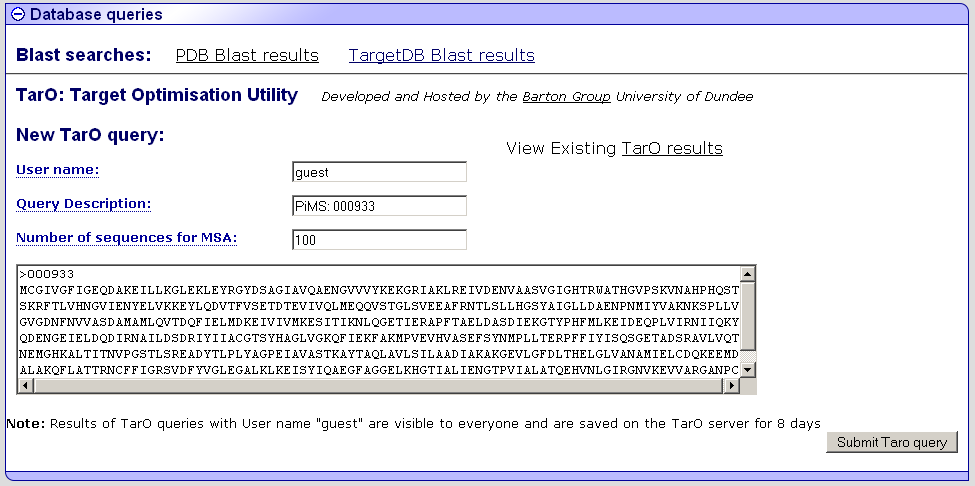 Database queries
Blast searches: PDB Blast results TargetDB Blast results
TarO: Target Optimisation Utility Developed and Hosted by the Barton Group University of Dundee
New TarO query:
View Existing TarO results
User name: guest
Query Description: PiMS: 000933
Number of sequences for MSA: 100
>000933
MCGIVGFIGEQDAKEILLKGLEKLEYRGYDSAGIAVQAENGVVVYKEKGRIAKLREIVDENVAASVGIGHTRWATHGVPSKVNAHPHQST
SKRFTLVHNGVIENYELVKKEYLQDVTFVSETDTEVIVQLMEQQVSTGLSVEEAFRNTLSLLHGSYAIGLLDAENPNMIYVAKNKSPLLV
GVGDNFNVVASDAMAMLQVTDQFIELMDKEIVIVMKESITIKNLQGETIERAPFTAELDASDIEKGTYPHFMLKEIDEQPLVIRNIIQKY
QDENGEIELDQDIRNAILDSDRIYIIACGTSYHAGLVGKQFIEKFAKMPVEVHVASEFSYNMPLLTERPFFIYISQSGETADSRAVLVQT
NEMGHKALTITNVPGSTLSREADYTLPLYAGPEIAVASTKAYTAQLAVLSILAADIAKAKGEVLGFDLTHELGLVANAMIELCDQKEEMD
ALAKQFLATTRNCFFIGRSVDFYVGLEGALKLKEISYIQAEGFAGGELKHGTIALIENGTPVIALATQEHVNLGIRGNVKEVVARGANPC
Note: Results of TarO queries with User name "guest" are visible to everyone and are saved on the TarO server for 8 days
Submit Taro query